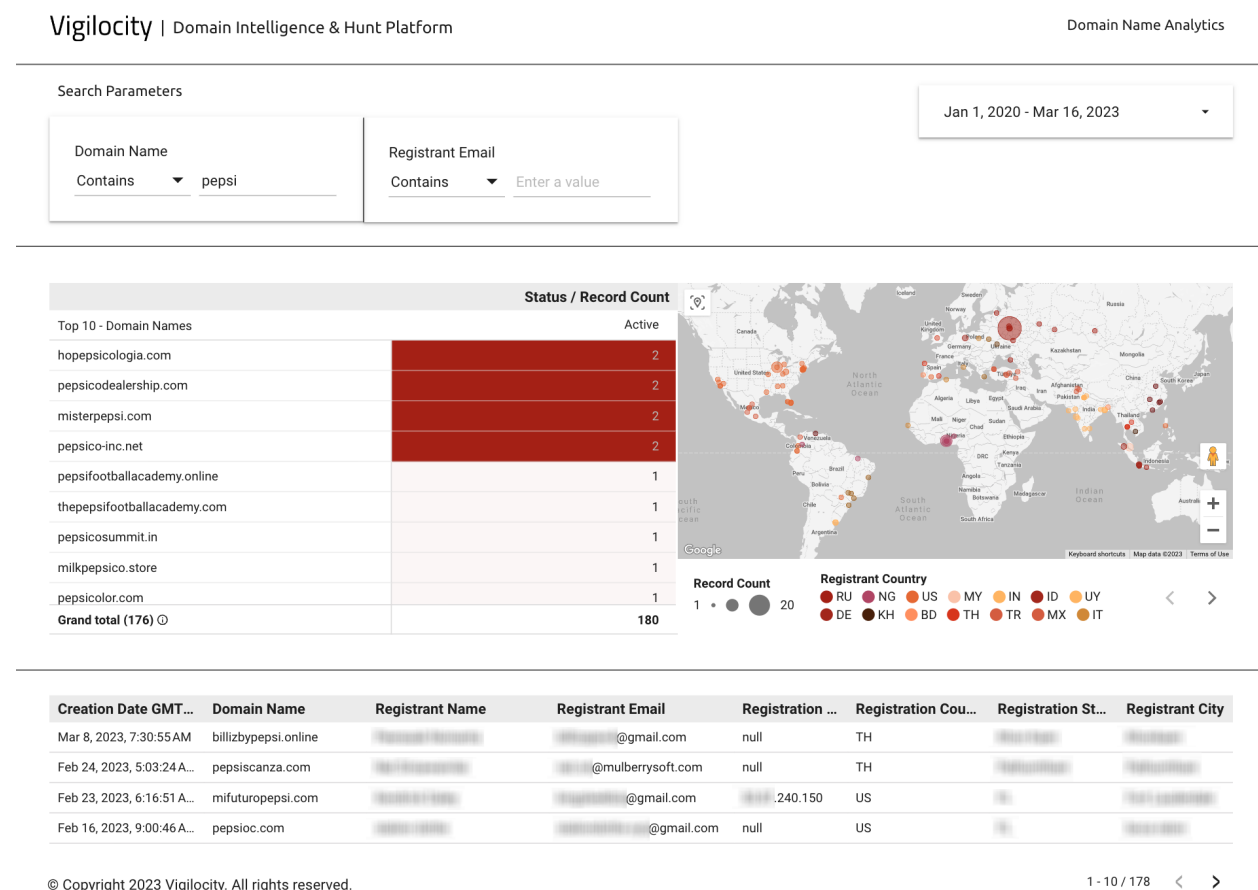 Vigilocity | Domain Intelligence & Hunt Platform
Domain Name Analytics
Search Parameters
Jan 1, 2020 - Mar 16, 2023
Domain Name
Contains pepsi
Registrant Email
Contains Enter a value
Status / Record Count
Top 10 - Domain Names Active
hopepsicologia.com 2
pepsicodealership.com 2
misterpepsi.com 2
pepsico-inc.net 2
pepsifootballacademy.online 1
thepepsifootballacademy.com 1
pepsicosummit.in 1
milkpepsico.store 1
pepsicolor.com 1
Grand total (176) 180
Iceland
Sweden
Russia
Norway
Canada
United Kingdom
Poland
Germany
Ukraine
France
Kazakhstan
Mongolia
Italy
Spain
United States
Turkey
North Atlantic Ocean
China
South Korea
Japan
Iraq
Iran
Afghanistan
Pakistan
Algeria
Libya
Egypt
Saudi Arabia
Mexico
India
Thailand
Mali
Niger
Chad
Sudan
Nigeria
Ethiopia
Venezuela
Colombia
DRC
Kenya
Tanzania
Indonesia
Peru
Brazil
Bolivia
Angola
Namibia
Botswana
Madagascar
Chile
South Atlantic Ocean
Indian Ocean
South Africa
Argentina
Google
Keyboard shortcuts Map data ©2023 Terms of Use
Record Count
1 20
Registrant Country
RU NG US MY IN ID UY
DE KH BD TH TR MX IT
Creation Date GMT... Domain Name Registrant Name Registrant Email Registration ... Registration Cou... Registration St... Registrant City
Mar 8, 2023, 7:30:55 AM billizbypepsi.online @gmail.com null TH
Feb 24, 2023, 5:03:24 A... pepsiscanza.com @mulberrysoft.com null TH
Feb 23, 2023, 6:16:51 A... mifuturopepsi.com @gmail.com .240.150 US
Feb 16, 2023, 9:00:46 A... pepsioc.com @gmail.com null US
© Copyright 2023 Vigilocity. All rights reserved.
1 - 10 / 178